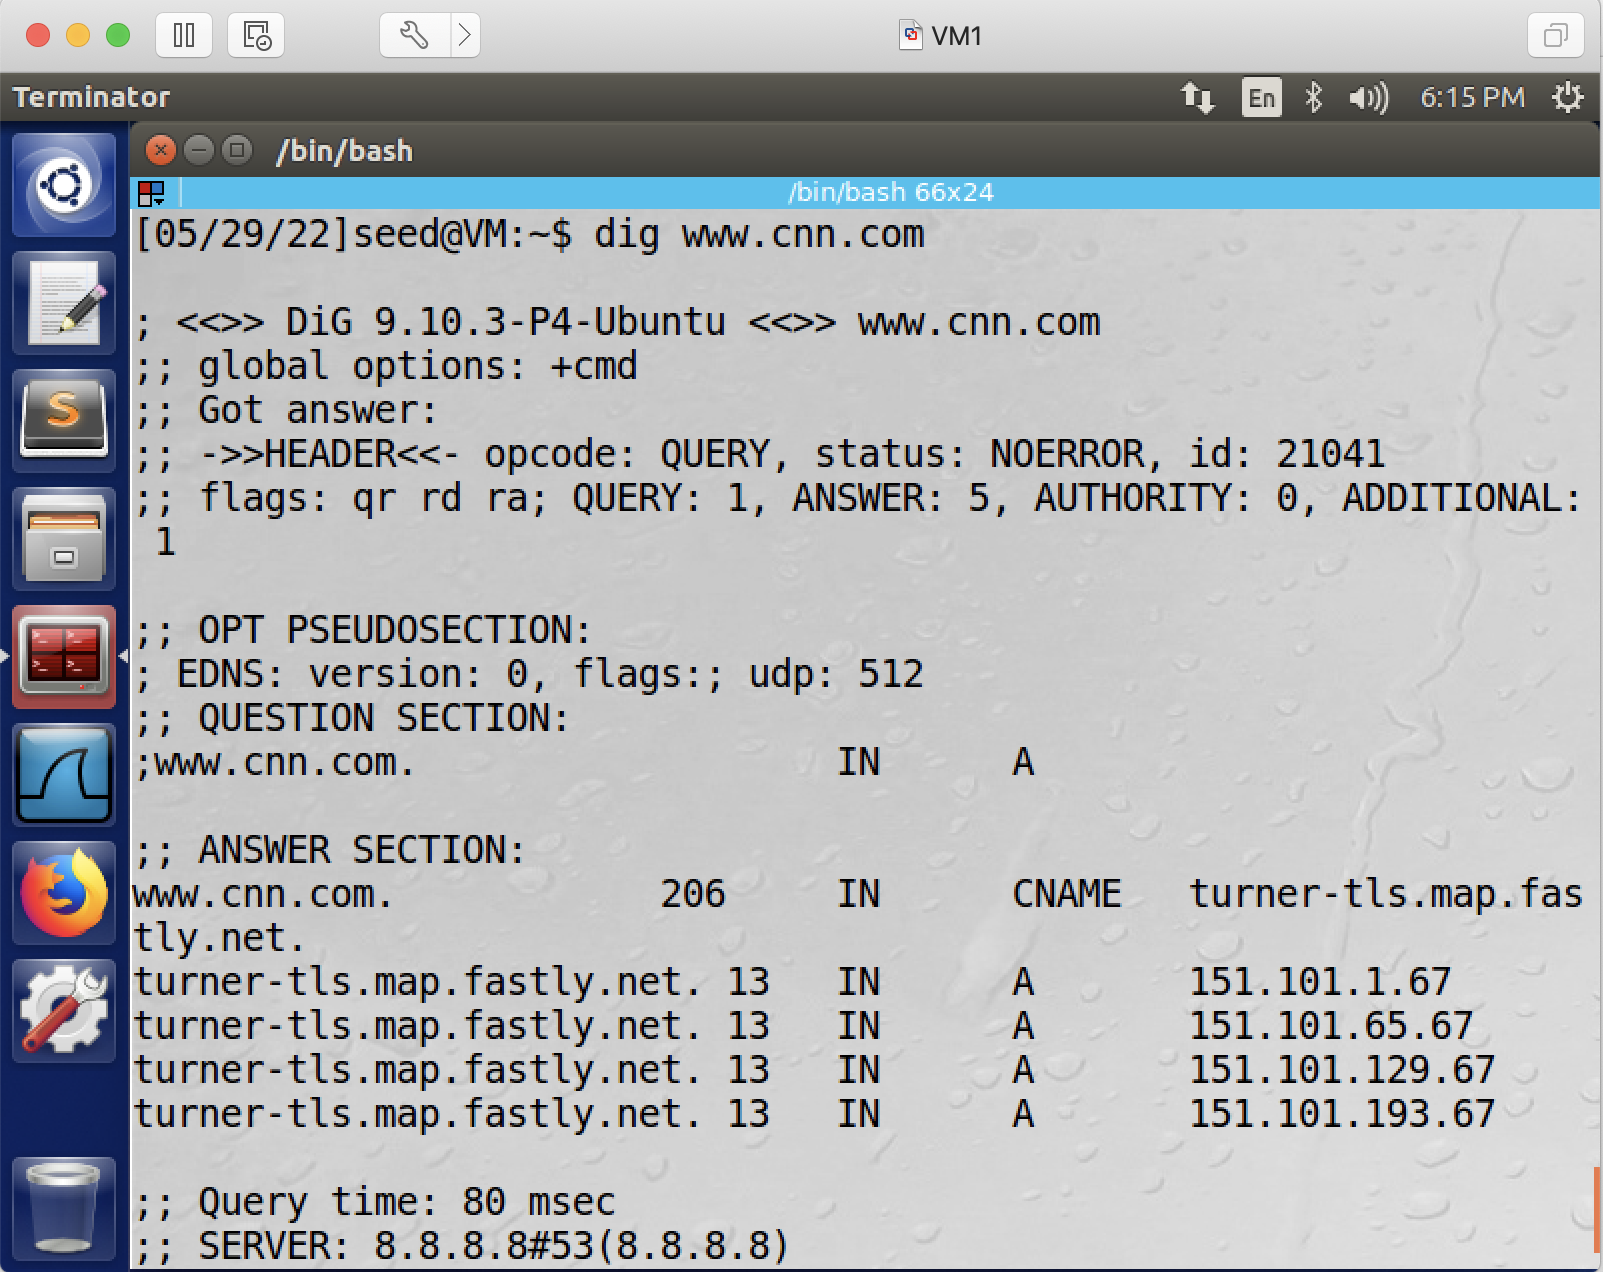 VM1
Terminator
En
6:15 PM
/bin/bash
/bin/bash 66x24
[05/29/22]seed@VM:~$ dig www.cnn.com
; <<>> DiG 9.10.3-P4-Ubuntu <<>> www.cnn.com
;; global options: +cmd
;; Got answer:
;; ->>HEADER<<- opcode: QUERY, status: NOERROR, id: 21041
;; flags: qr rd ra; QUERY: 1, ANSWER: 5, AUTHORITY: 0, ADDITIONAL:
 1
;; OPT PSEUDOSECTION:
; EDNS: version: 0, flags:; udp: 512
;; QUESTION SECTION:
;www.cnn.com. IN A
;; ANSWER SECTION:
www.cnn.com. 206 IN CNAME turner-tls.map.fas
tly.net.
turner-tls.map.fastly.net. 13 IN A 151.101.1.67
turner-tls.map.fastly.net. 13 IN A 151.101.65.67
turner-tls.map.fastly.net. 13 IN A 151.101.129.67
turner-tls.map.fastly.net. 13 IN A 151.101.193.67
;; Query time: 80 msec
;; SERVER: 8.8.8.8#53(8.8.8.8)